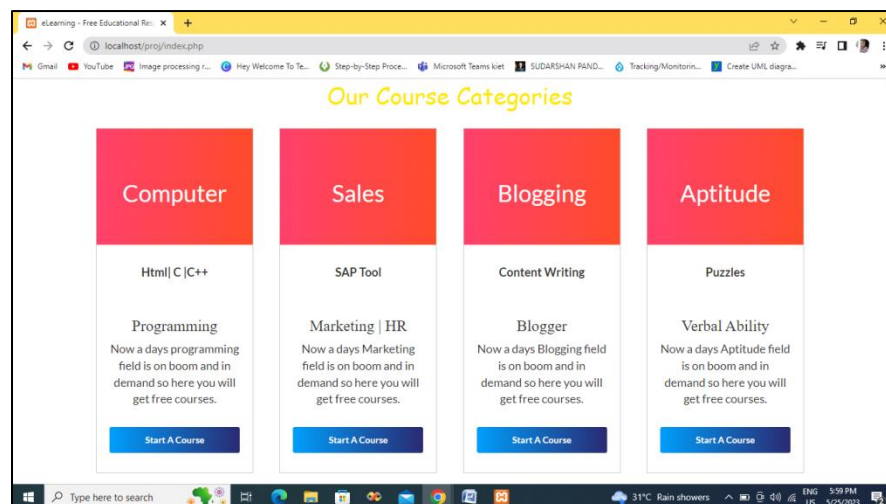 eLearning - Free Educational Res
localhost/proj/index.php
Gmail YouTube Image processing r... Hey Welcome To Te... Step-by-Step Proce... Microsoft Teams kiet SUDARSHAN PAND... Tracking/Monitorin... Create UML diagra...
Our Course Categories
Computer
Html| C |C++
Programming
Now a days programming
field is on boom and in
demand so here you will
get free courses.
Start A Course
Sales
SAP Tool
Marketing | HR
Now a days Marketing
field is on boom and in
demand so here you will
get free courses.
Start A Course
Blogging
Content Writing
Blogger
Now a days Blogging field
is on boom and in
demand so here you will
get free courses.
Start A Course
Aptitude
Puzzles
Verbal Ability
Now a days Aptitude field
is on boom and in
demand so here you will
get free courses.
Start A Course
Type here to search
31°C Rain showers
ENG
US
5:59 PM
5/25/2023